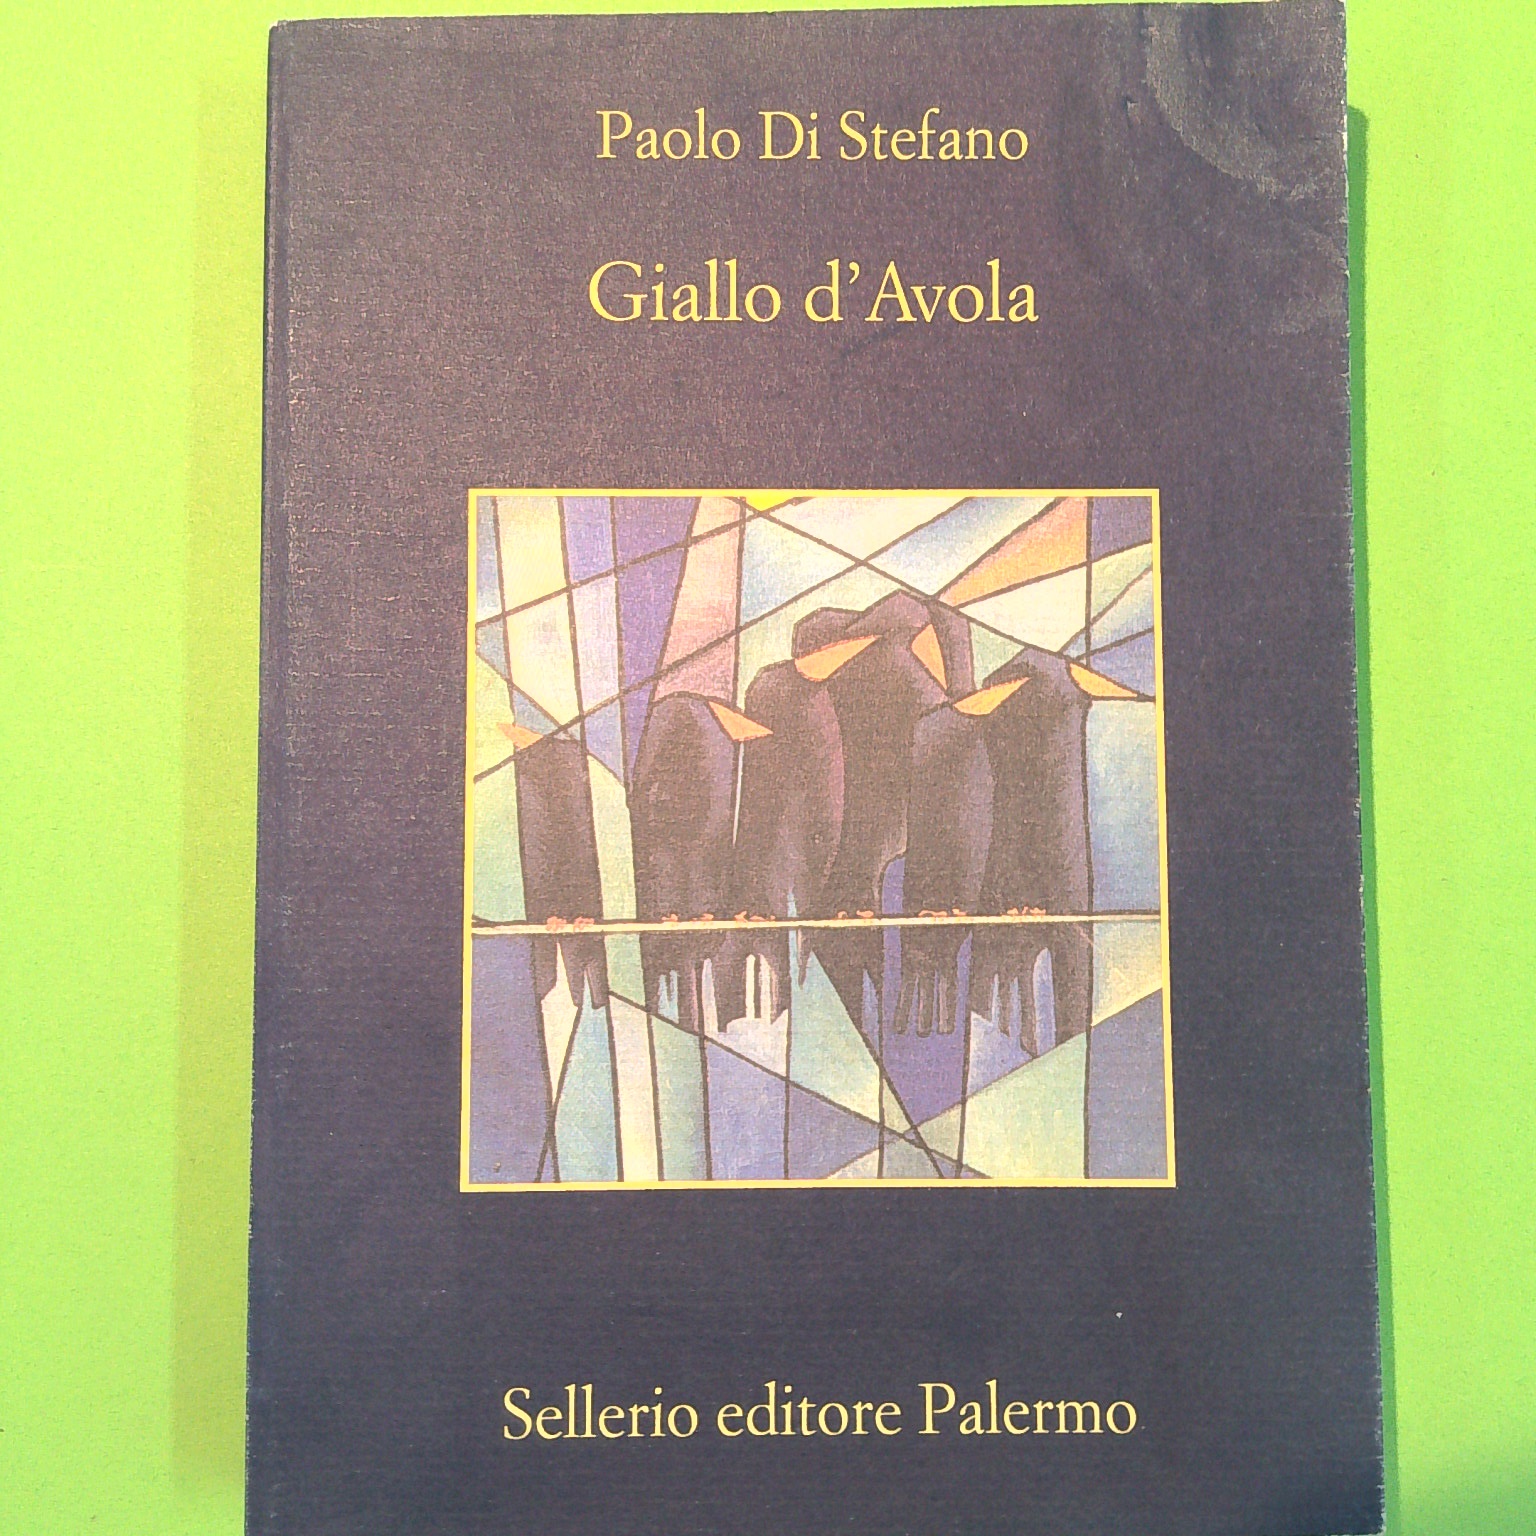 Paolo Di Stefano
Giallo d'Avola
Sellerio editore Palermo